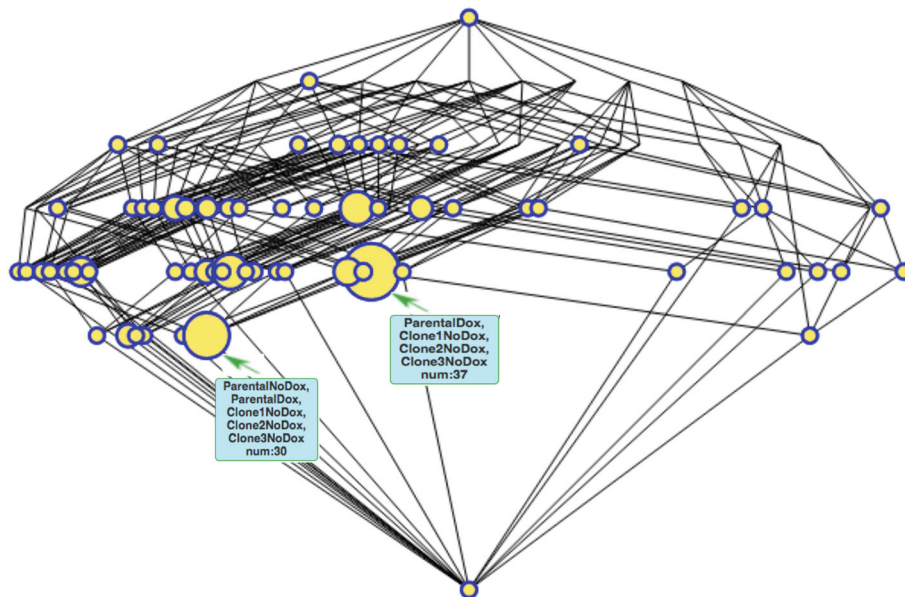 ParentalDox,
Clone1NoDox,
Clone2NoDox,
Clone3NoDox
num:37
ParentalNoDox,
ParentalDox,
Clone1NoDox,
Clone2NoDox,
Clone3NoDox
num:30